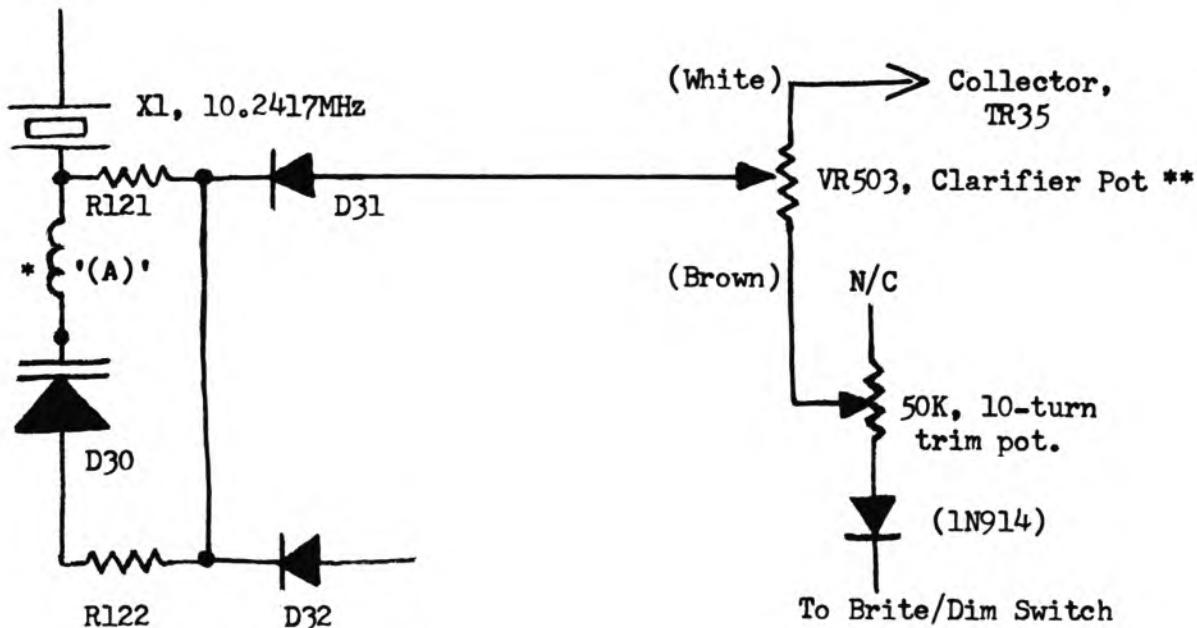 X1, 10.2417MHz
(White)
Collector,
TR35
R121
D31
VR503, Clarifier Pot **
* '(A)'
(Brown)
N/C
50K, 10-turn
trim pot.
D30
(1N914)
R122
D32
To Brite/Dim Switch